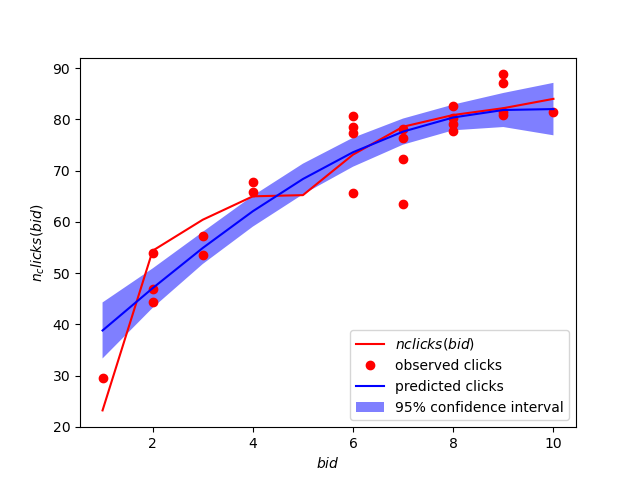 90
80
70
60
50
40
30
20
n_clicks(bid)
2
4
6
8
10
bid
nclicks(bid)
observed clicks
predicted clicks
95% confidence interval